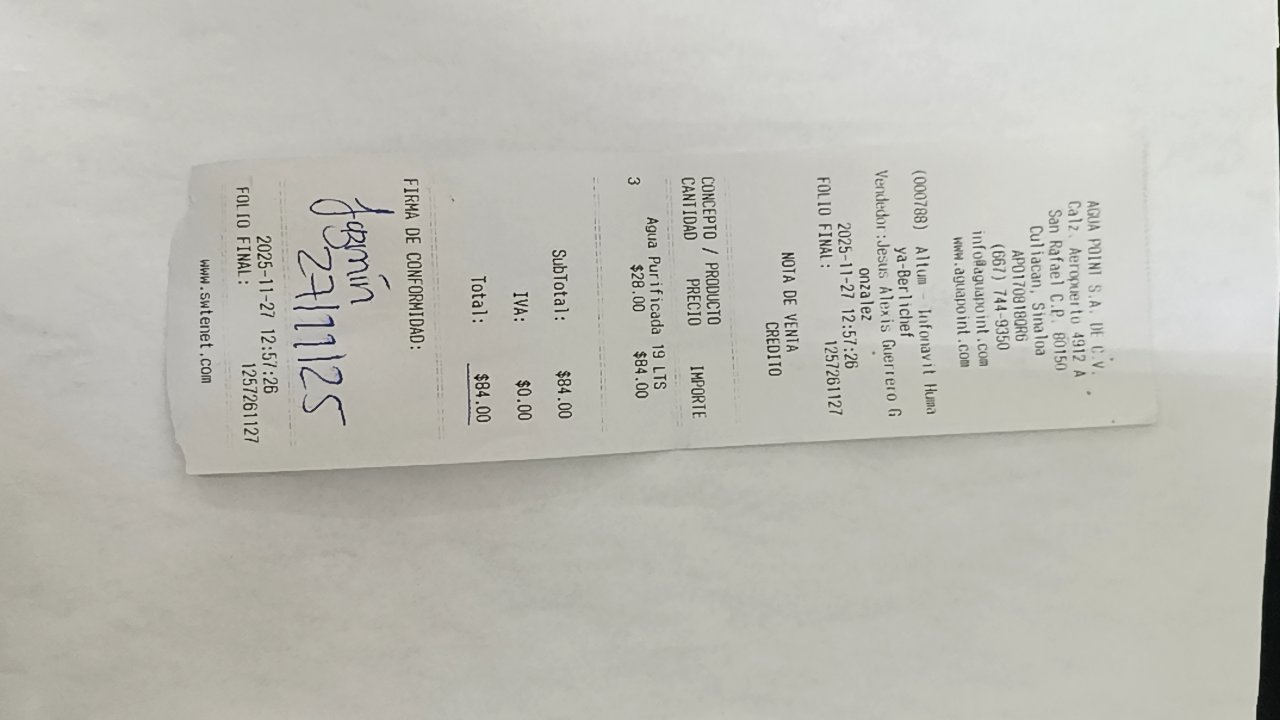 AGUA POINT S.A. DE C.V.
Calz. Aeropuerto 4912 A
San Rafael C.P. 80150
Culiacan, Sinaloa
APO170818DR6
(667) 744-9350
info@aguapoint.com
www.aguapoint.com
(000788) Altum - Infonavit Huma
ya-Berlichef
Vendedor:Jesus Alexis Guerrero G
onzalez
2025-11-27 12:57:26
FOLIO FINAL: 1257261127
NOTA DE VENTA
CREDITO
CONCEPTO / PRODUCTO
CANTIDAD PRECIO IMPORTE
Agua Purificada 19 LTS
3 $28.00 $84.00
SubTotal: $84.00
IVA: $0.00
Total: $84.00
FIRMA DE CONFORMIDAD:
27/11/25
2025-11-27 12:57:26
FOLIO FINAL: 1257261127
www.swtenet.com